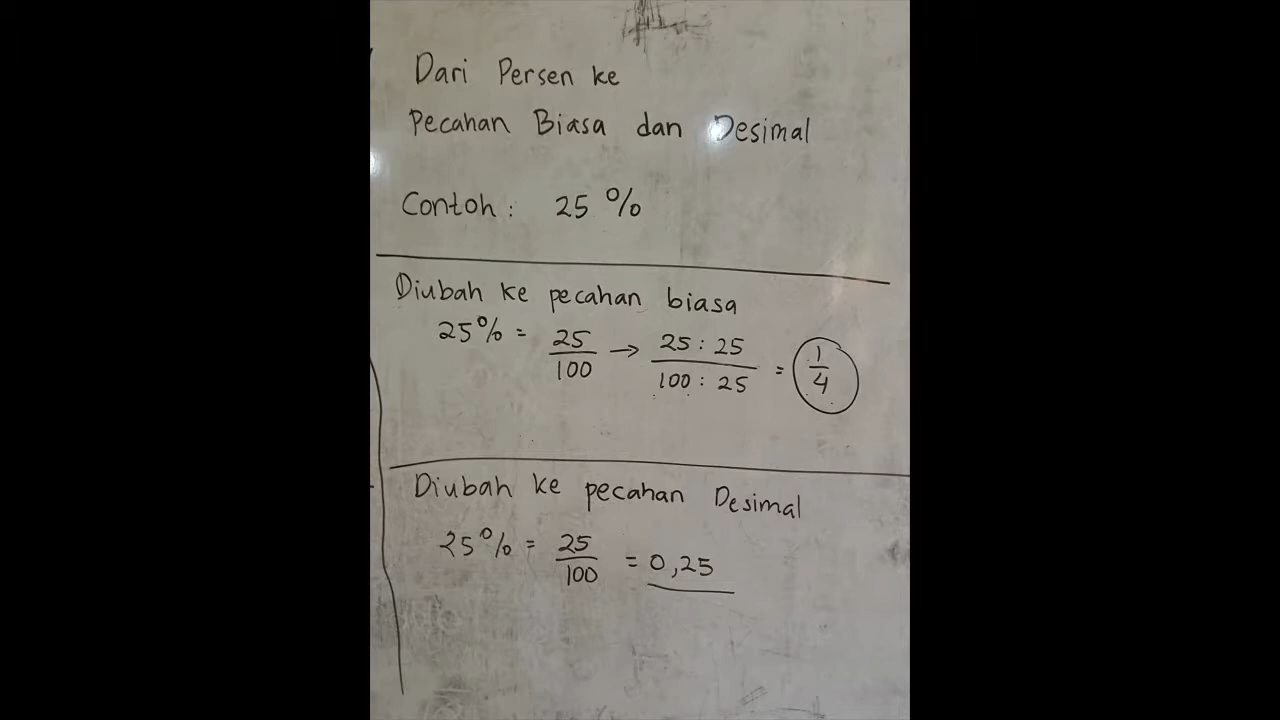 Dari Persen ke
Pecahan Biasa dan Desimal
Contoh : 25 %
Diubah ke pecahan biasa
25% = 25/100 → 25 : 25/100 : 25 = 1/4
Diubah ke pecahan Desimal
25% = 25/100 = 0,25